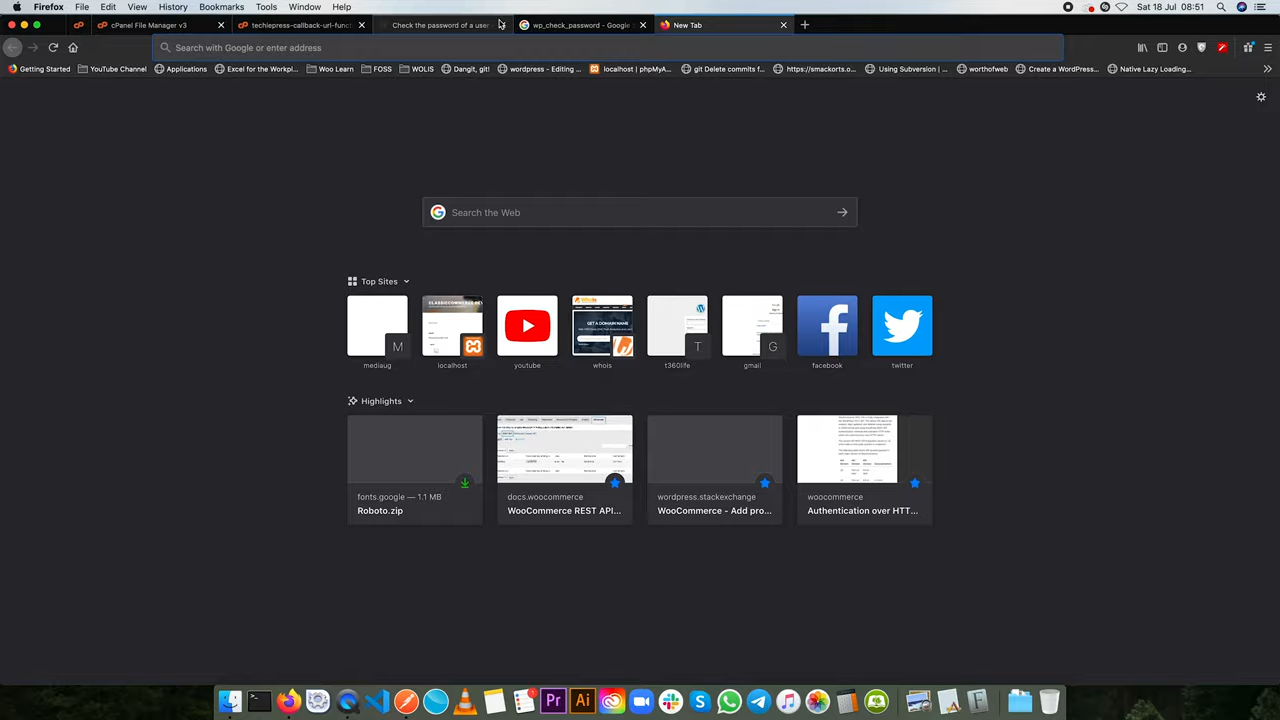 Firefox File Edit View History Bookmarks Tools Window Help Sat 18 Jul 08:51
cPanel File Manager v3 techlepress-callback-url-func Check the password of a user wp_check_password - Google New Tab
Search with Google or enter address
Getting Started YouTube Channel Applications Excel for the Workpl... Woo Learn FOSS WOLIS Dangit, git! wordpress - Editing ... localhost | phpMyA... git Delete commits f... https://smackorts.o... Using Subversion | ... worthofweb Create a WordPress... Native Lazy Loading...
Search the Web
Top Sites
M
T
G
mediaug localhost youtube whois t360life gmail facebook twitter
Highlights
fonts.google — 1.1 MB docs.woocommerce wordpress.stackexchange woocommerce
Roboto.zip WooCommerce REST API... WooCommerce - Add pro... Authentication over HTT...